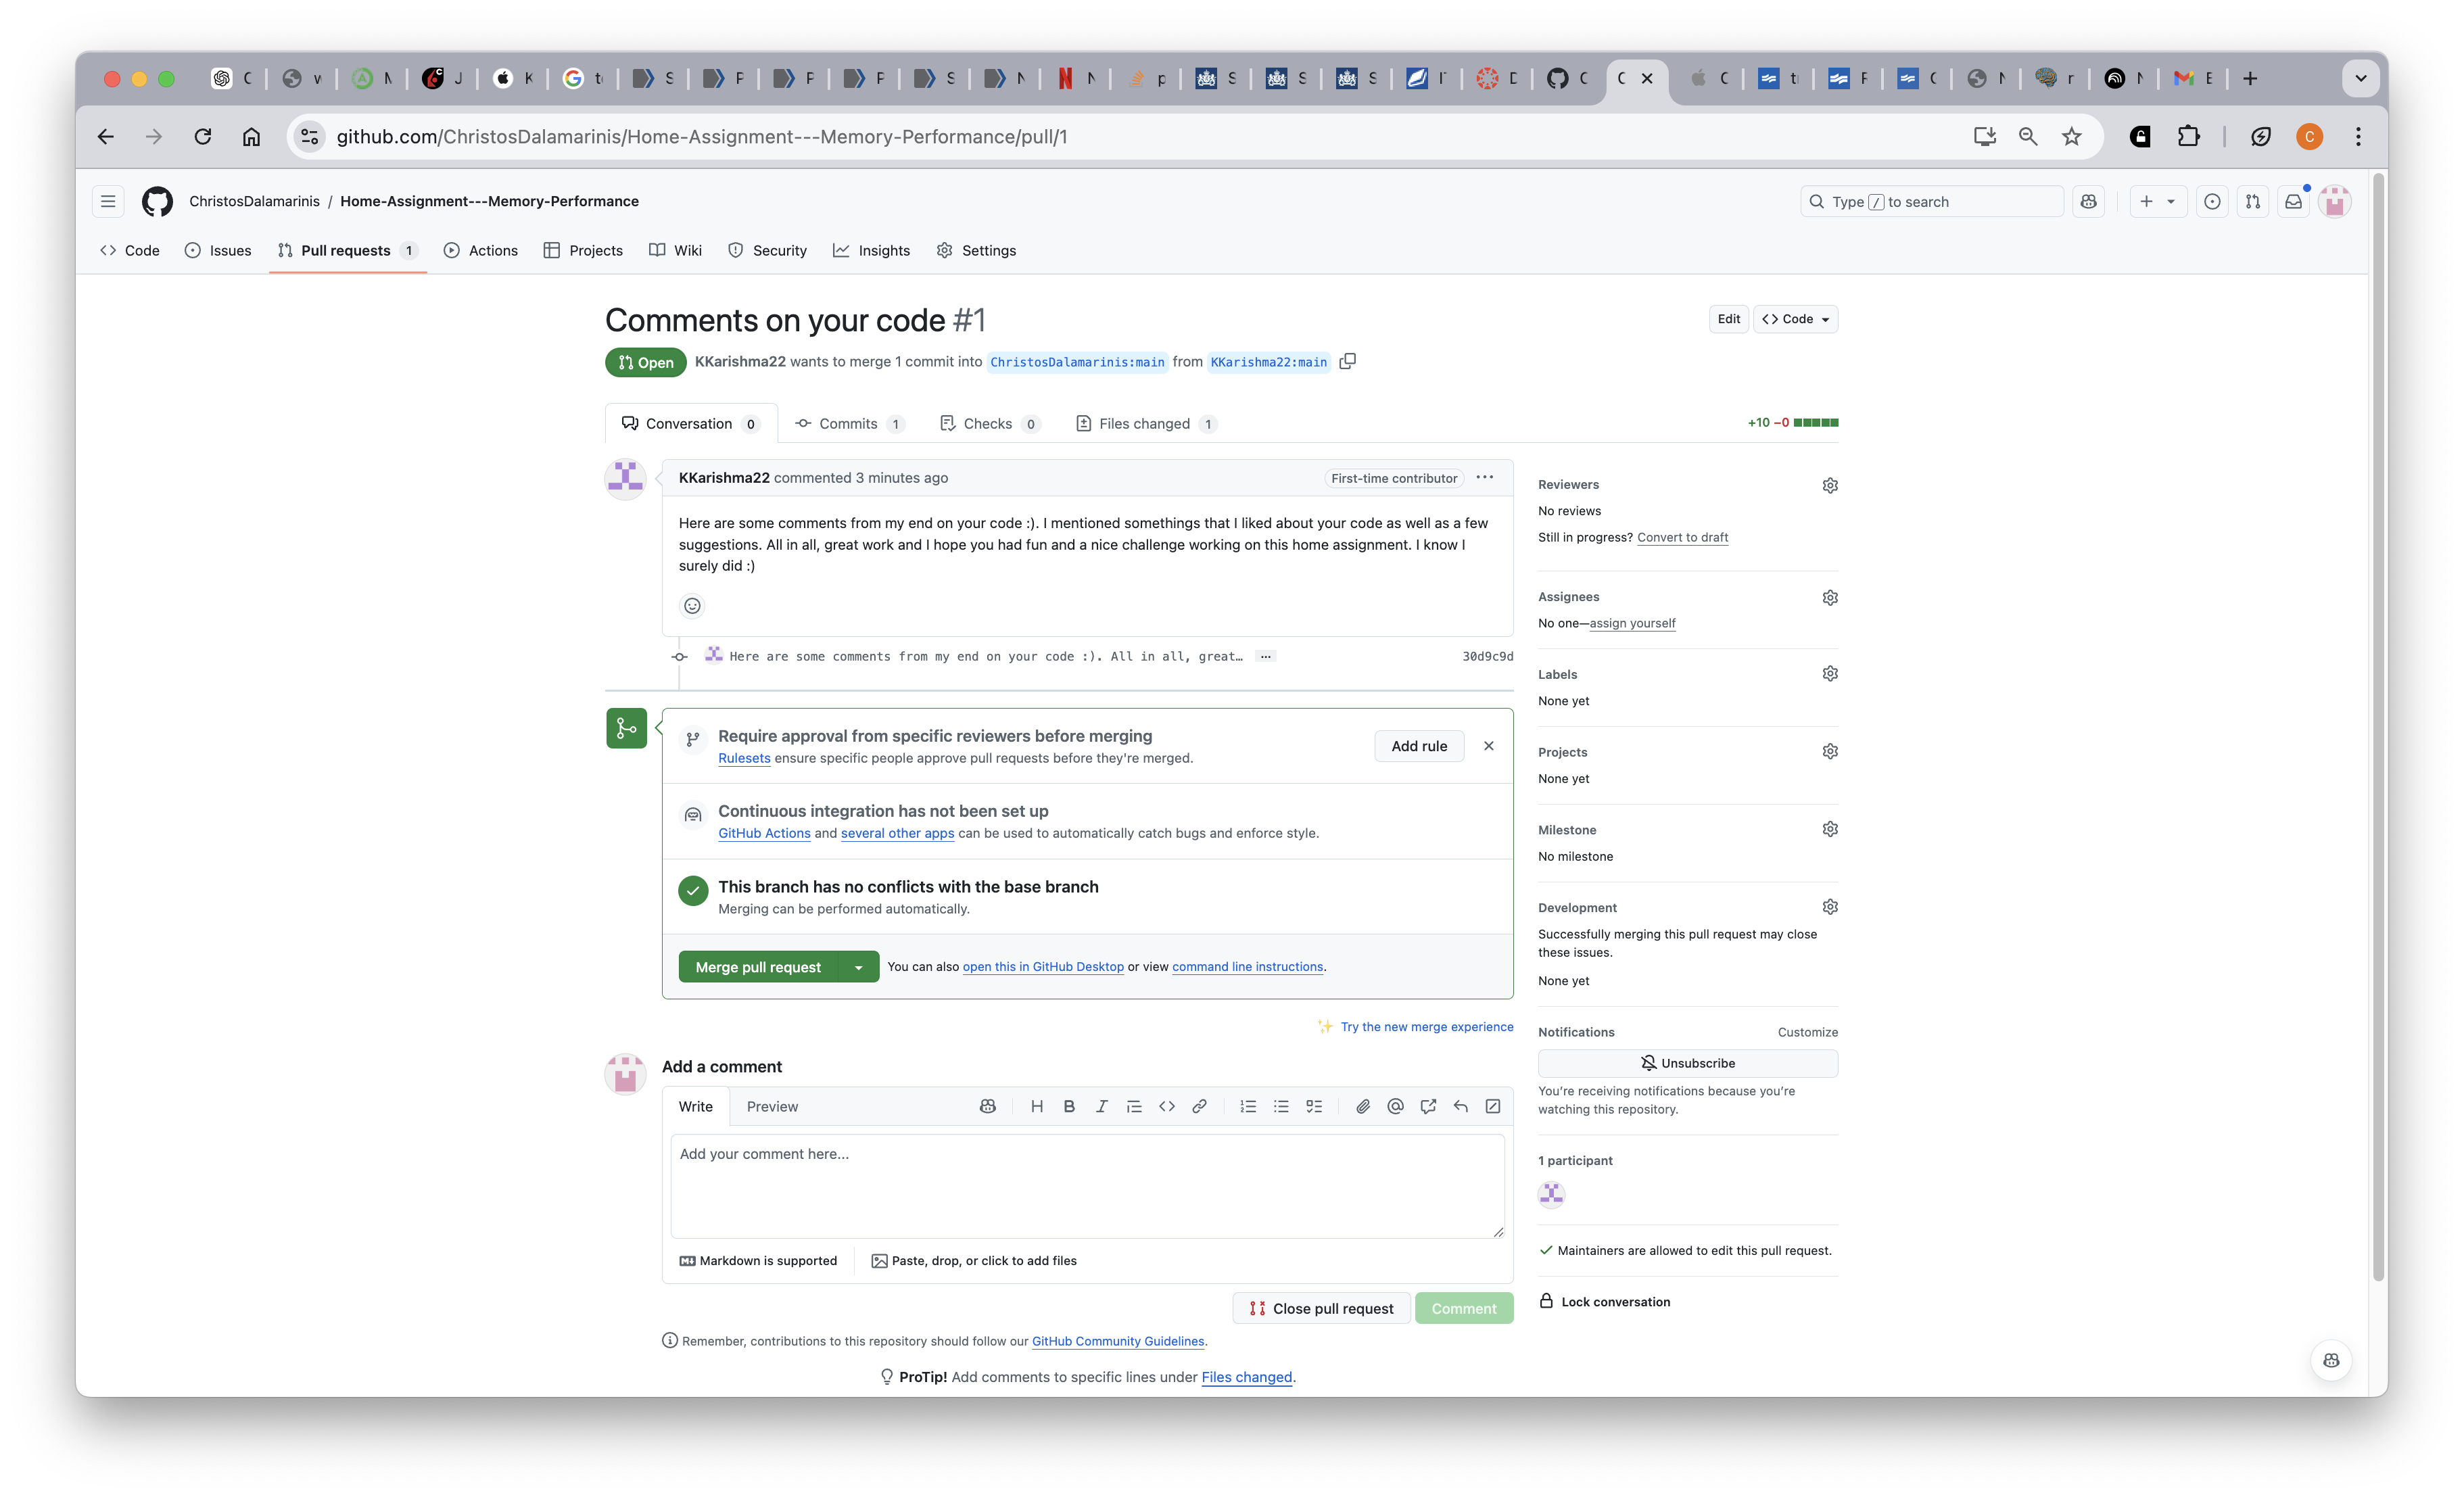 github.com/ChristosDalamarinis/Home-Assignment---Memory-Performance/pull/1
C
ChristosDalamarinis / Home-Assignment---Memory-Performance
Type / to search
Code
Issues
Pull requests 1
Actions
Projects
Wiki
Security
Insights
Settings
Comments on your code #1
Edit
Code
Open
KKarishma22 wants to merge 1 commit into ChristosDalamarinis:main from KKarishma22:main
Conversation 0
Commits 1
Checks 0
Files changed 1
+10 −0
KKarishma22 commented 3 minutes ago
First-time contributor
Here are some comments from my end on your code :). I mentioned somethings that I liked about your code as well as a few
suggestions. All in all, great work and I hope you had fun and a nice challenge working on this home assignment. I know I
surely did :)
Here are some comments from my end on your code :). All in all, great…
30d9c9d
Require approval from specific reviewers before merging
Rulesets ensure specific people approve pull requests before they're merged.
Add rule
Continuous integration has not been set up
GitHub Actions and several other apps can be used to automatically catch bugs and enforce style.
This branch has no conflicts with the base branch
Merging can be performed automatically.
Merge pull request
You can also open this in GitHub Desktop or view command line instructions.
Try the new merge experience
Add a comment
Write
Preview
Add your comment here...
Markdown is supported
Paste, drop, or click to add files
Close pull request
Comment
Remember, contributions to this repository should follow our GitHub Community Guidelines.
ProTip! Add comments to specific lines under Files changed.
Reviewers
No reviews
Still in progress? Convert to draft
Assignees
No one—assign yourself
Labels
None yet
Projects
None yet
Milestone
No milestone
Development
Successfully merging this pull request may close
these issues.
None yet
Notifications
Customize
Unsubscribe
You're receiving notifications because you're
watching this repository.
1 participant
Maintainers are allowed to edit this pull request.
Lock conversation